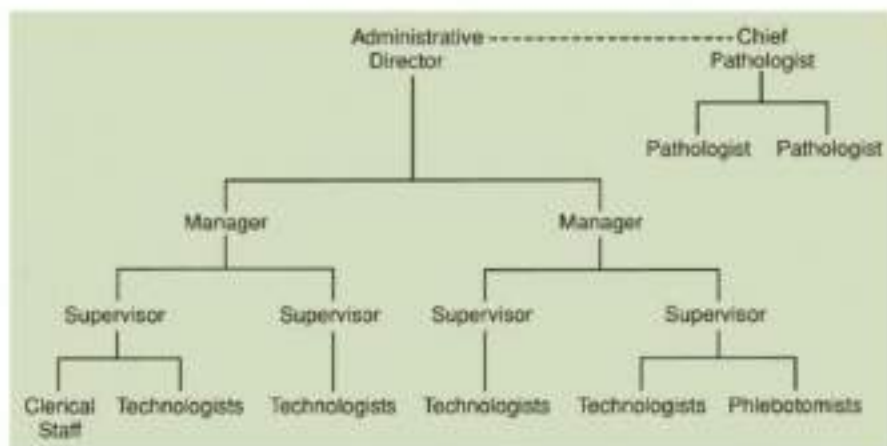 Administrative
Director
Chief
Pathologist
Pathologist Pathologist
Manager Manager
Supervisor Supervisor Supervisor Supervisor
Clerical Technologists Technologists Technologists Technologists Phlebotomists
Staff